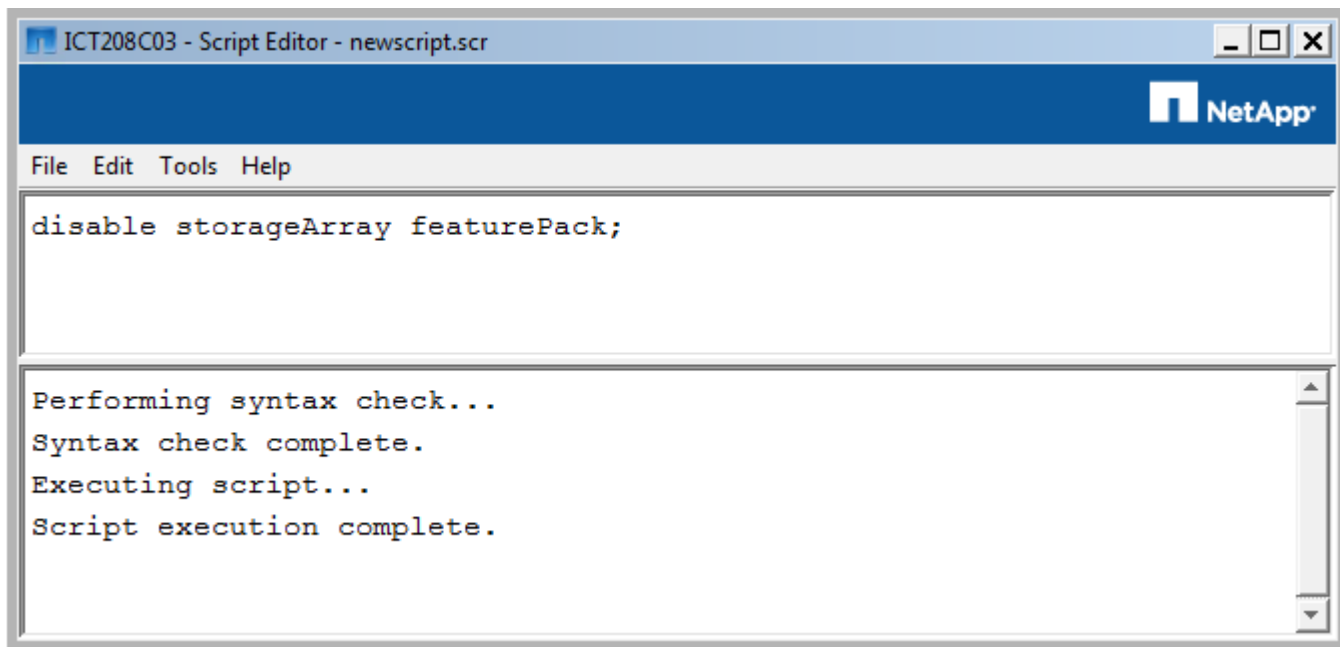 ICT208C03 - Script Editor - newscript.scr
NetApp
File Edit Tools Help
disable storageArray featurePack;
Performing syntax check...
Syntax check complete.
Executing script...
Script execution complete.